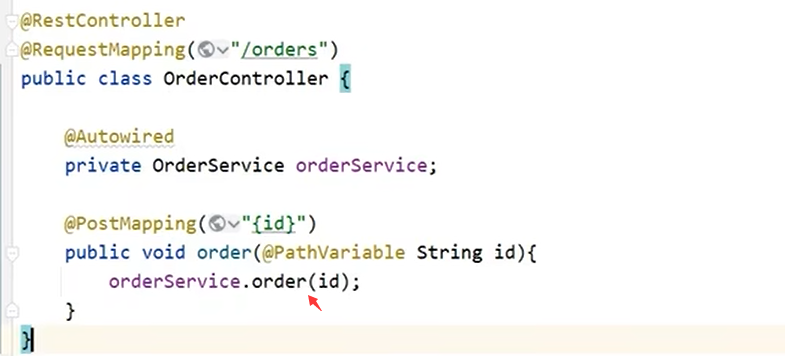 @RestController
@RequestMapping("/orders")
public class OrderController {
@Autowired
private OrderService orderService;
@PostMapping("{id}")
public void order(@PathVariable String id){
orderService.order(id);
}
}